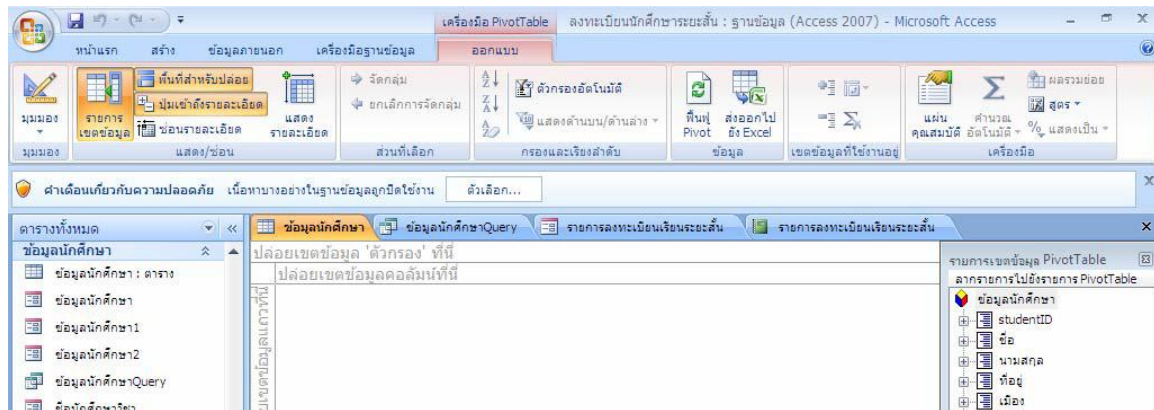 เครื่องมือ PivotTable ลงทะเบียนนักศึกษาระยะสั้น : ฐานข้อมูล (Access 2007) - Microsoft Access
หน้าแรก สร้าง ข้อมูลภายนอก เครื่องมือฐานข้อมูล ออกแบบ
มุมมอง
รายการเขตข้อมูล
พื้นที่สำหรับปล่อย
ปุ่มเข้าถึงรายละเอียด
ซ่อนรายละเอียด
แสดงรายละเอียด
จัดกลุ่ม
ยกเลิกการจัดกลุ่ม
ตัวกรองอัตโนมัติ
แสดงด้านบน/ด้านล่าง
ฟื้นฟู Pivot
ส่งออกไปยัง Excel
แผ่นคุณสมบัติ
คำนวณอัตโนมัติ
ผลรวมย่อย
สูตร
% แสดงเป็น
มุมมอง แสดง/ซ่อน ส่วนที่เลือก กรองและเรียงลำดับ ข้อมูล เขตข้อมูลที่ใช้งานอยู่ เครื่องมือ
คำเตือนเกี่ยวกับความปลอดภัย เนื้อหาบางอย่างในฐานข้อมูลถูกปิดใช้งาน ตัวเลือก...
ตารางทั้งหมด
ข้อมูลนักศึกษา
ข้อมูลนักศึกษา : ตาราง
ข้อมูลนักศึกษา
ข้อมูลนักศึกษา1
ข้อมูลนักศึกษา2
ข้อมูลนักศึกษาQuery
ข้อมูลนักศึกษา ข้อมูลนักศึกษาQuery รายการลงทะเบียนเรียนระยะสั้น รายการลงทะเบียนเรียนระยะสั้น
ปล่อยเขตข้อมูล 'ตัวกรอง' ที่นี่
ปล่อยเขตข้อมูลคอลัมน์ที่นี่
เขตข้อมูลแถวที่นี่
รายการเขตข้อมูล PivotTable
ลากรายการไปยังรายการ PivotTable
ข้อมูลนักศึกษา
studentID
ชื่อ
นามสกุล
ที่อยู่
เมือง